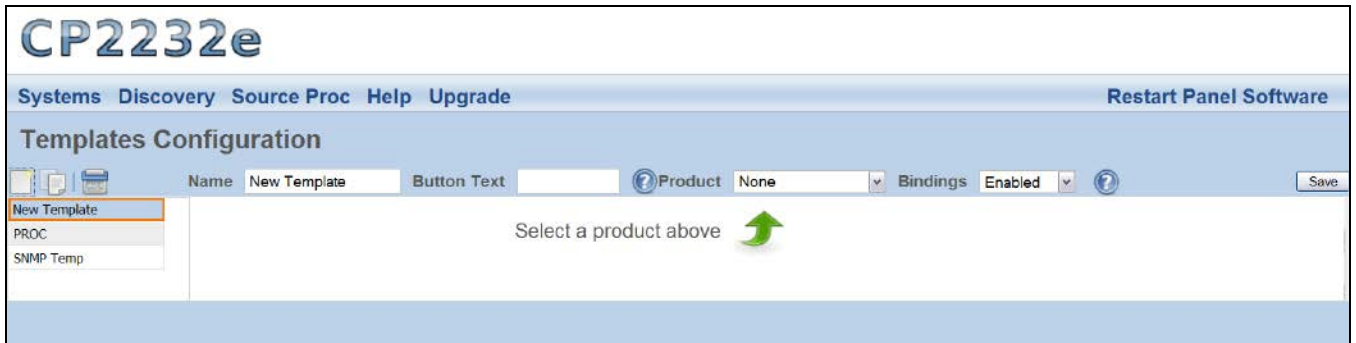 CP2232e
Systems Discovery Source Proc Help Upgrade Restart Panel Software
Templates Configuration
Name New Template Button Text ? Product None Bindings Enabled ? Save
New Template
Select a product above
PROC
SNMP Temp